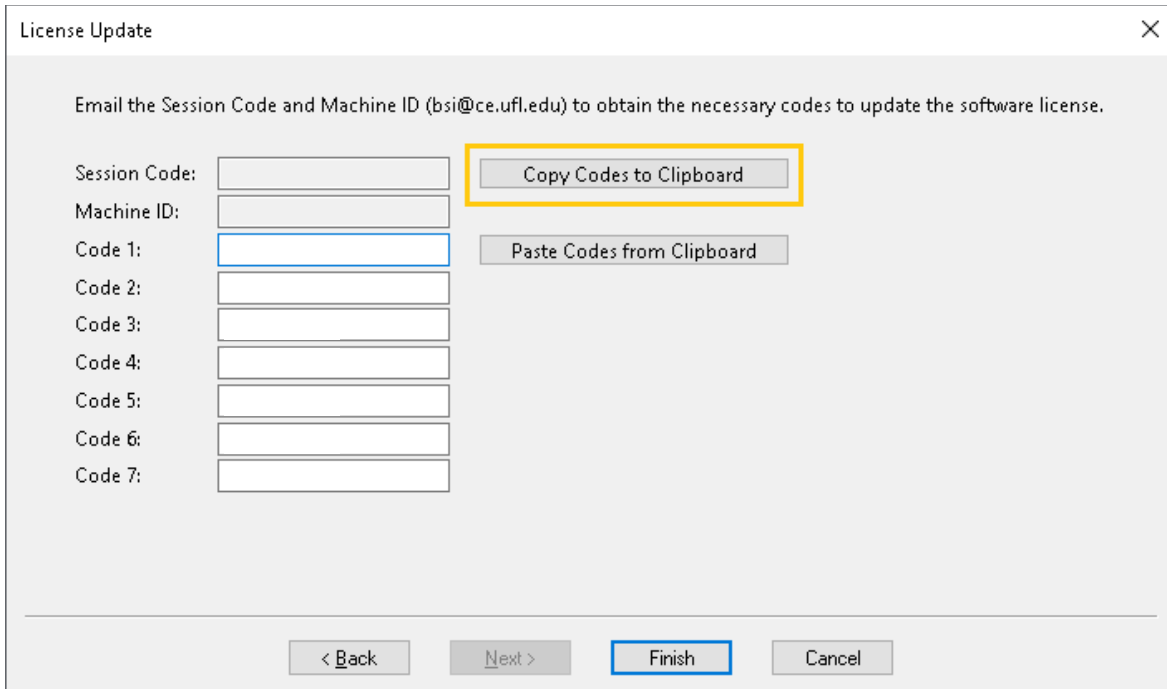 License Update
Email the Session Code and Machine ID (bsi@ce.ufl.edu) to obtain the necessary codes to update the software license.
Session Code:
Copy Codes to Clipboard
Machine ID:
Code 1:
Paste Codes from Clipboard
Code 2:
Code 3:
Code 4:
Code 5:
Code 6:
Code 7:
< Back
Next >
Finish
Cancel